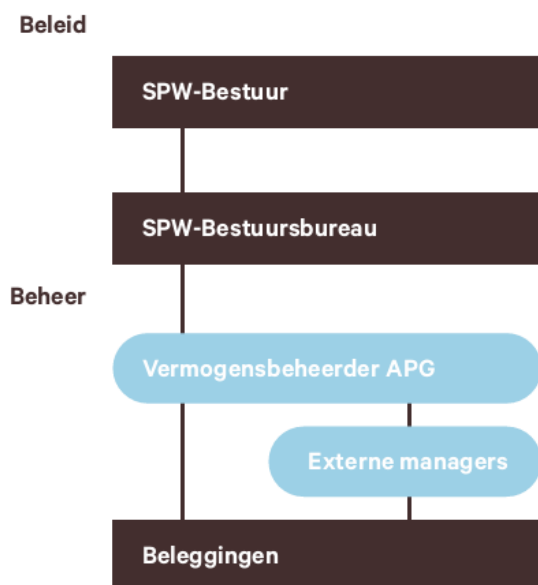 Beleid
SPW-Bestuur
SPW-Bestuursbureau
Beheer
Vermogensbeheerder APG
Externe managers
Beleggingen